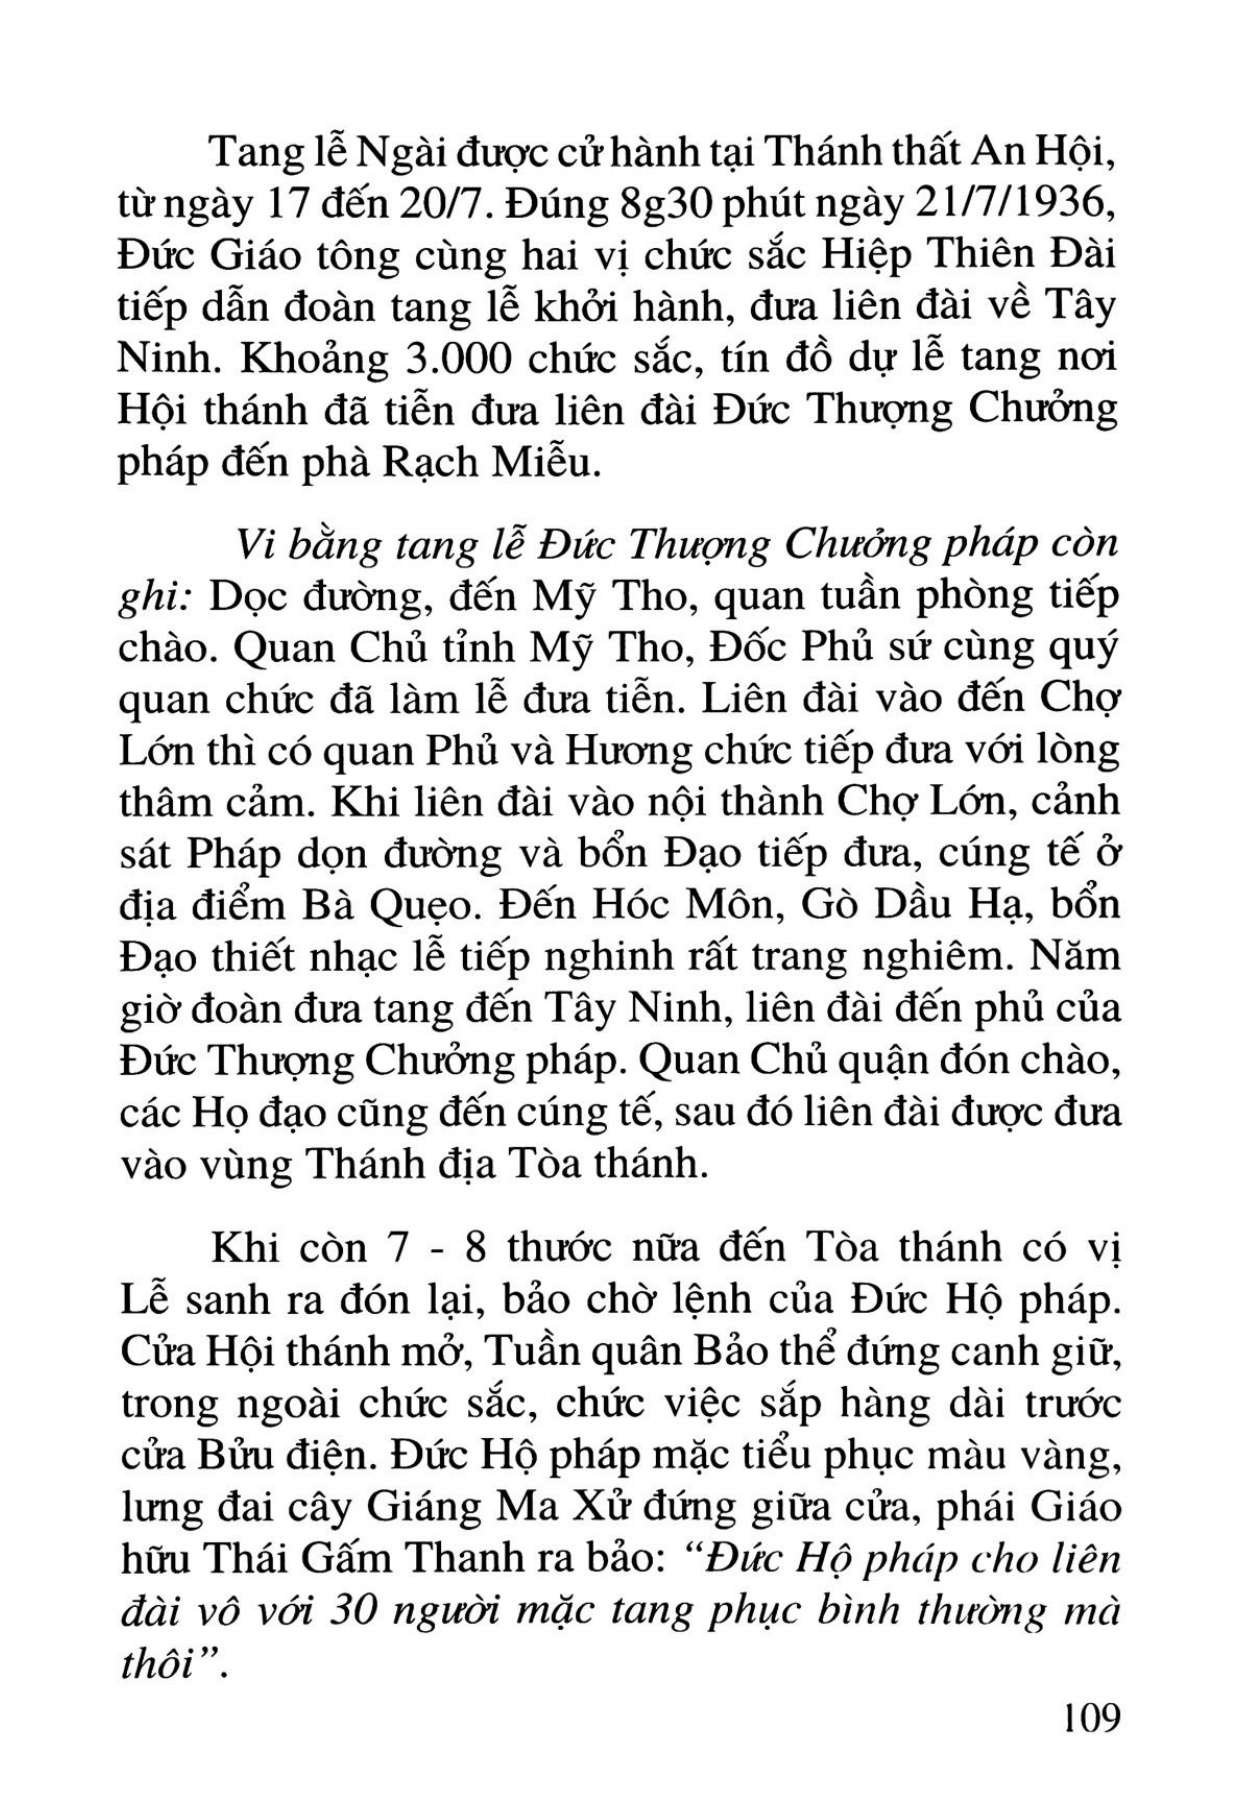 Tang lễ Ngài được cử hành tại Thánh thất An Hội,
từ ngày 17 đến 20/7. Đúng 8g30 phút ngày 21/7/1936,
Đức Giáo tông cùng hai vị chức sắc Hiệp Thiên Đài
tiếp dẫn đoàn tang lễ khởi hành, đưa liên đài về Tây
Ninh. Khoảng 3.000 chức sắc, tín đồ dự lễ tang nơi
Hội thánh đã tiễn đưa liên đài Đức Thượng Chưởng
pháp đến phà Rạch Miễu.
Vi bằng tang lễ Đức Thượng Chưởng pháp còn
ghi: Dọc đường, đến Mỹ Tho, quan tuần phòng tiếp
chào. Quan Chủ tỉnh Mỹ Tho, Đốc Phủ sứ cùng quý
quan chức đã làm lễ đưa tiễn. Liên đài vào đến Chợ
Lớn thì có quan Phủ và Hương chức tiếp đưa với lòng
thâm cảm. Khi liên đài vào nội thành Chợ Lớn, cảnh
sát Pháp dọn đường và bổn Đạo tiếp đưa, cúng tế ở
địa điểm Bà Quẹo. Đến Hóc Môn, Gò Dầu Hạ, bổn
Đạo thiết nhạc lễ tiếp nghinh rất trang nghiêm. Năm
giờ đoàn đưa tang đến Tây Ninh, liên đài đến phủ của
Đức Thượng Chưởng pháp. Quan Chủ quận đón chào,
các Họ đạo cũng đến cúng tế, sau đó liên đài được đưa
vào vùng Thánh địa Tòa thánh.
Khi còn 7 - 8 thước nữa đến Tòa thánh có vị
Lễ sanh ra đón lại, bảo chờ lệnh của Đức Hộ pháp.
Cửa Hội thánh mở, Tuần quân Bảo thể đứng canh giữ,
trong ngoài chức sắc, chức việc sắp hàng dài trước
cửa Bửu điện. Đức Hộ pháp mặc tiểu phục màu vàng,
lưng đai cây Giáng Ma Xử đứng giữa cửa, phái Giáo
hữu Thái Gấm Thanh ra bảo: “Đức Hộ pháp cho liên
đài vô với 30 người mặc tang phục bình thường mà
thôi”.
109